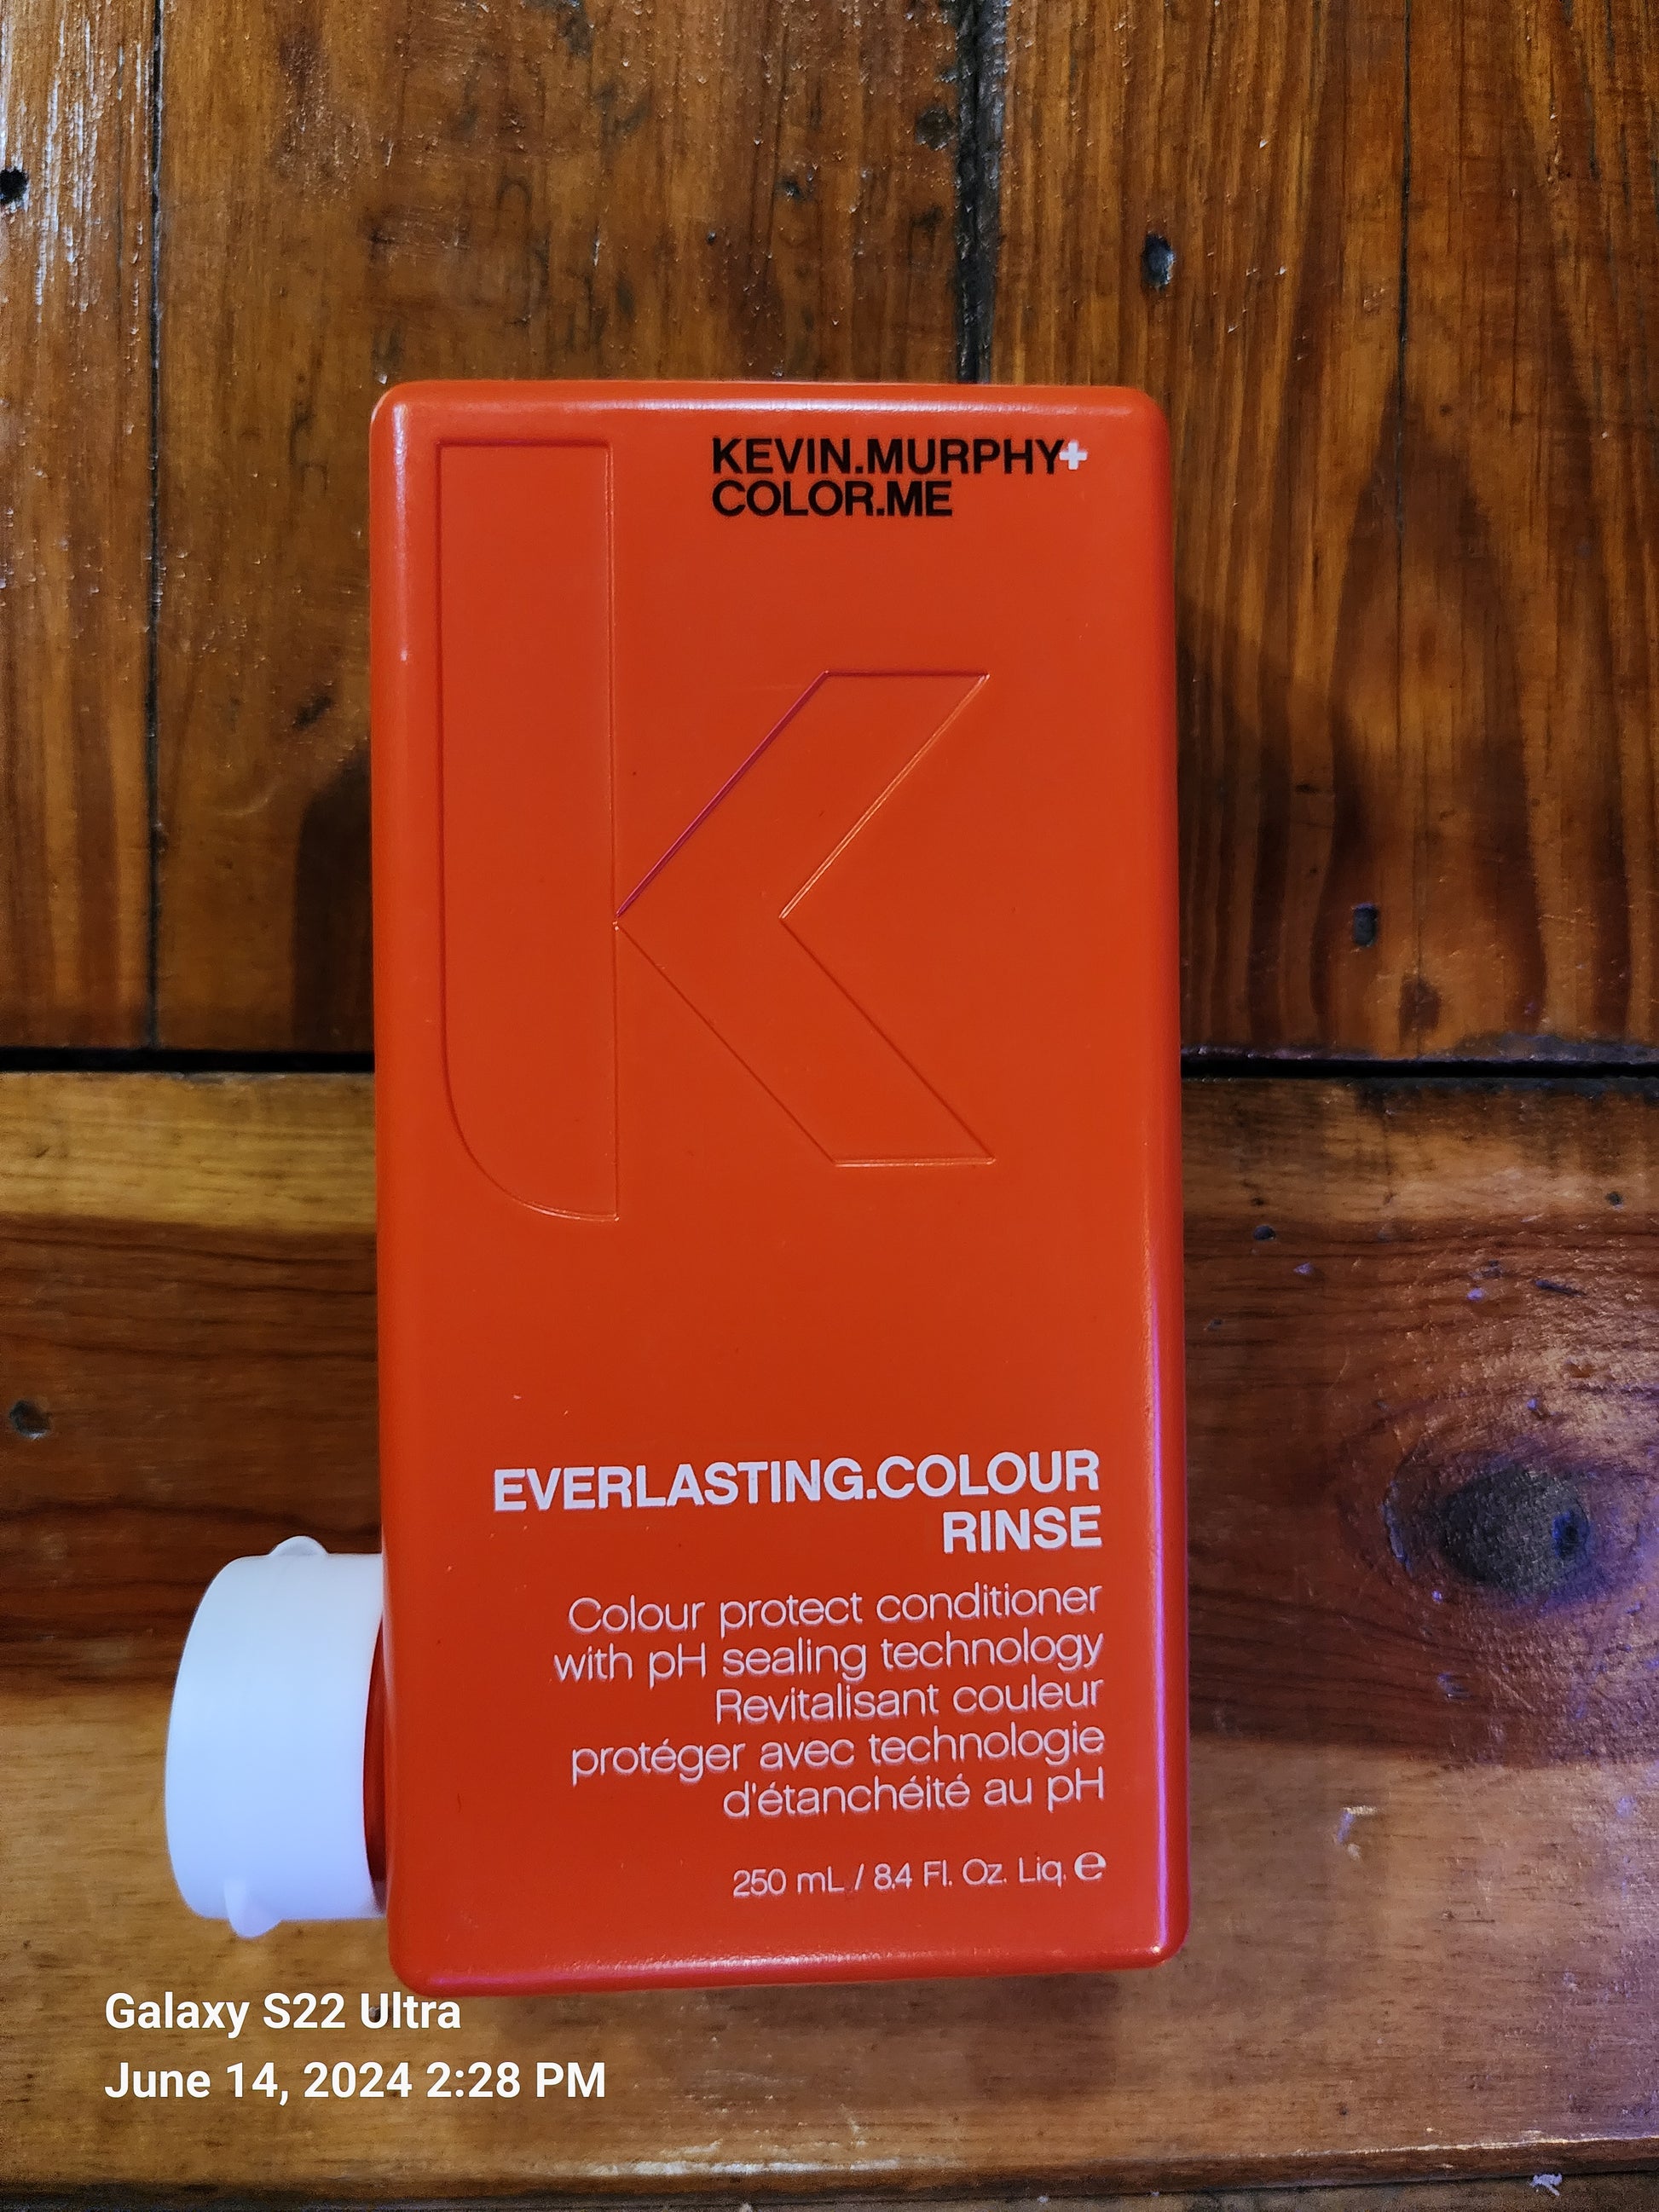 KEVIN.MURPHY+
COLOR.ME
EVERLASTING.COLOUR
RINSE
Colour protect conditioner
with pH sealing technology
Revitalisant couleur
protéger avec technologie
d'étanchéité au pH
250 mL / 8.4 Fl. Oz. Liq. ℮
Galaxy S22 Ultra
June 14, 2024 2:28 PM